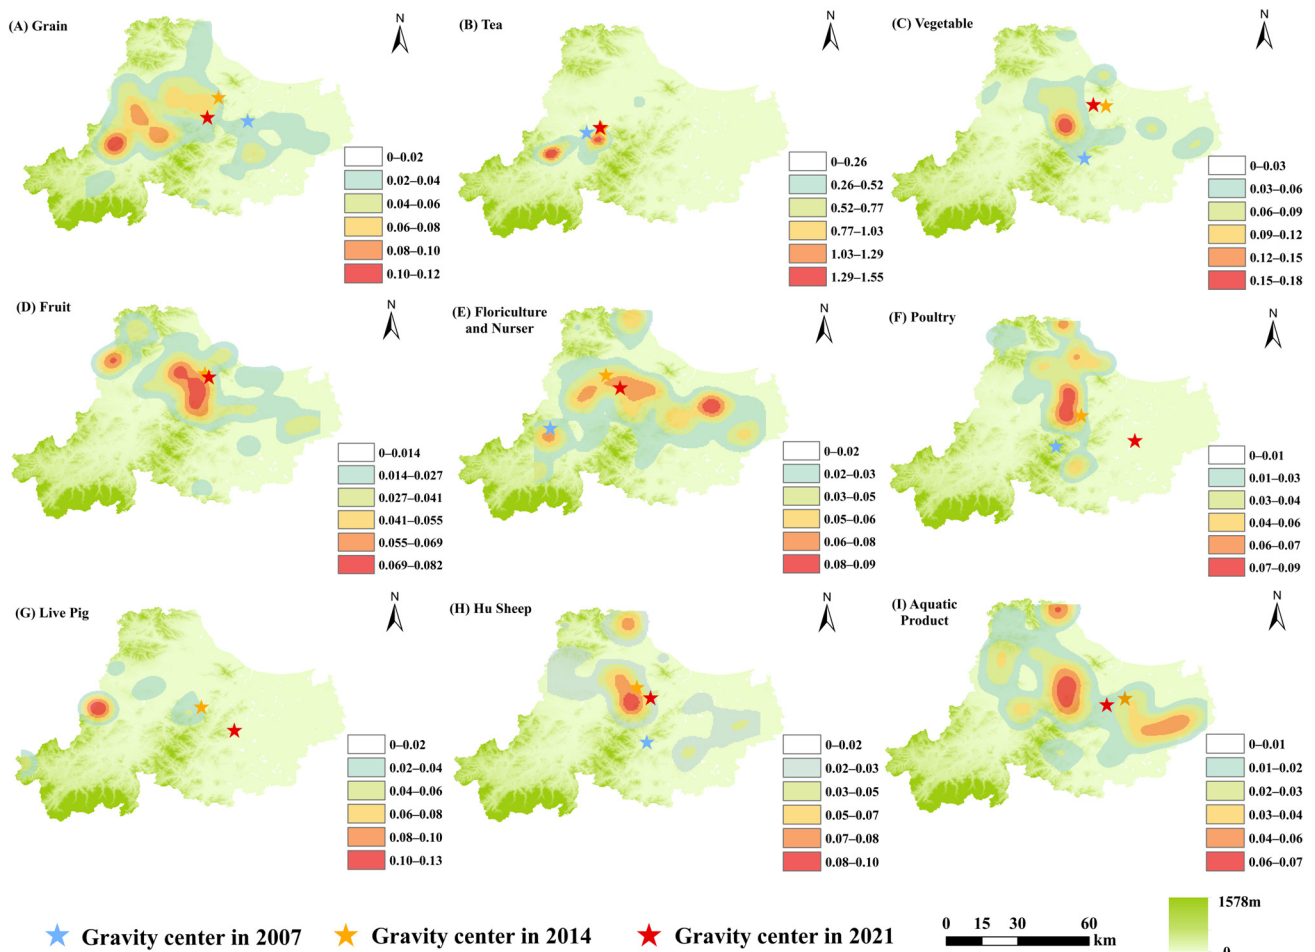 (A) Grain
N
0–0.02
0.02–0.04
0.04–0.06
0.06–0.08
0.08–0.10
0.10–0.12
(B) Tea
N
0–0.26
0.26–0.52
0.52–0.77
0.77–1.03
1.03–1.29
1.29–1.55
(C) Vegetable
N
0–0.03
0.03–0.06
0.06–0.09
0.09–0.12
0.12–0.15
0.15–0.18
(D) Fruit
N
0–0.014
0.014–0.027
0.027–0.041
0.041–0.055
0.055–0.069
0.069–0.082
(E) Floriculture
and Nurser
N
0–0.02
0.02–0.03
0.03–0.05
0.05–0.06
0.06–0.08
0.08–0.09
(F) Poultry
N
0–0.01
0.01–0.03
0.03–0.04
0.04–0.06
0.06–0.07
0.07–0.09
(G) Live Pig
N
0–0.02
0.02–0.04
0.04–0.06
0.06–0.08
0.08–0.10
0.10–0.13
(H) Hu Sheep
N
0–0.02
0.02–0.03
0.03–0.05
0.05–0.07
0.07–0.08
0.08–0.10
(I) Aquatic
Product
N
0–0.01
0.01–0.02
0.02–0.03
0.03–0.04
0.04–0.06
0.06–0.07
Gravity center in 2007
Gravity center in 2014
Gravity center in 2021
0 15 30 60
km
1578m
0